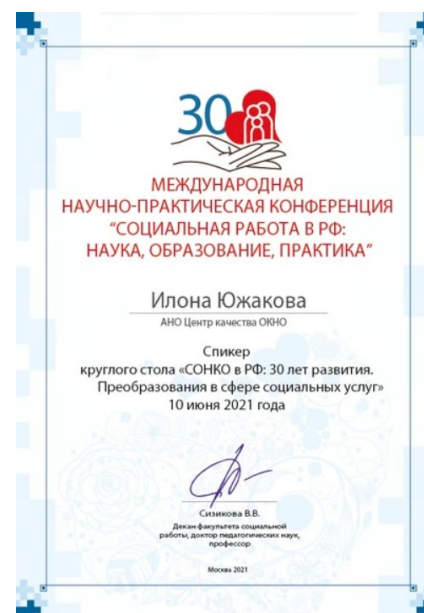 30
МЕЖДУНАРОДНАЯ
НАУЧНО-ПРАКТИЧЕСКАЯ КОНФЕРЕНЦИЯ
“СОЦИАЛЬНАЯ РАБОТА В РФ:
НАУКА, ОБРАЗОВАНИЕ, ПРАКТИКА”
Илона Южакова
АНО Центр качества ОКНО
Спикер
круглого стола «СОНКО в РФ: 30 лет развития.
Преобразования в сфере социальных услуг»
10 июня 2021 года
Сизикова В.В.
Декан факультета социальной
работы, доктор педагогических наук,
профессор
Москва 2021